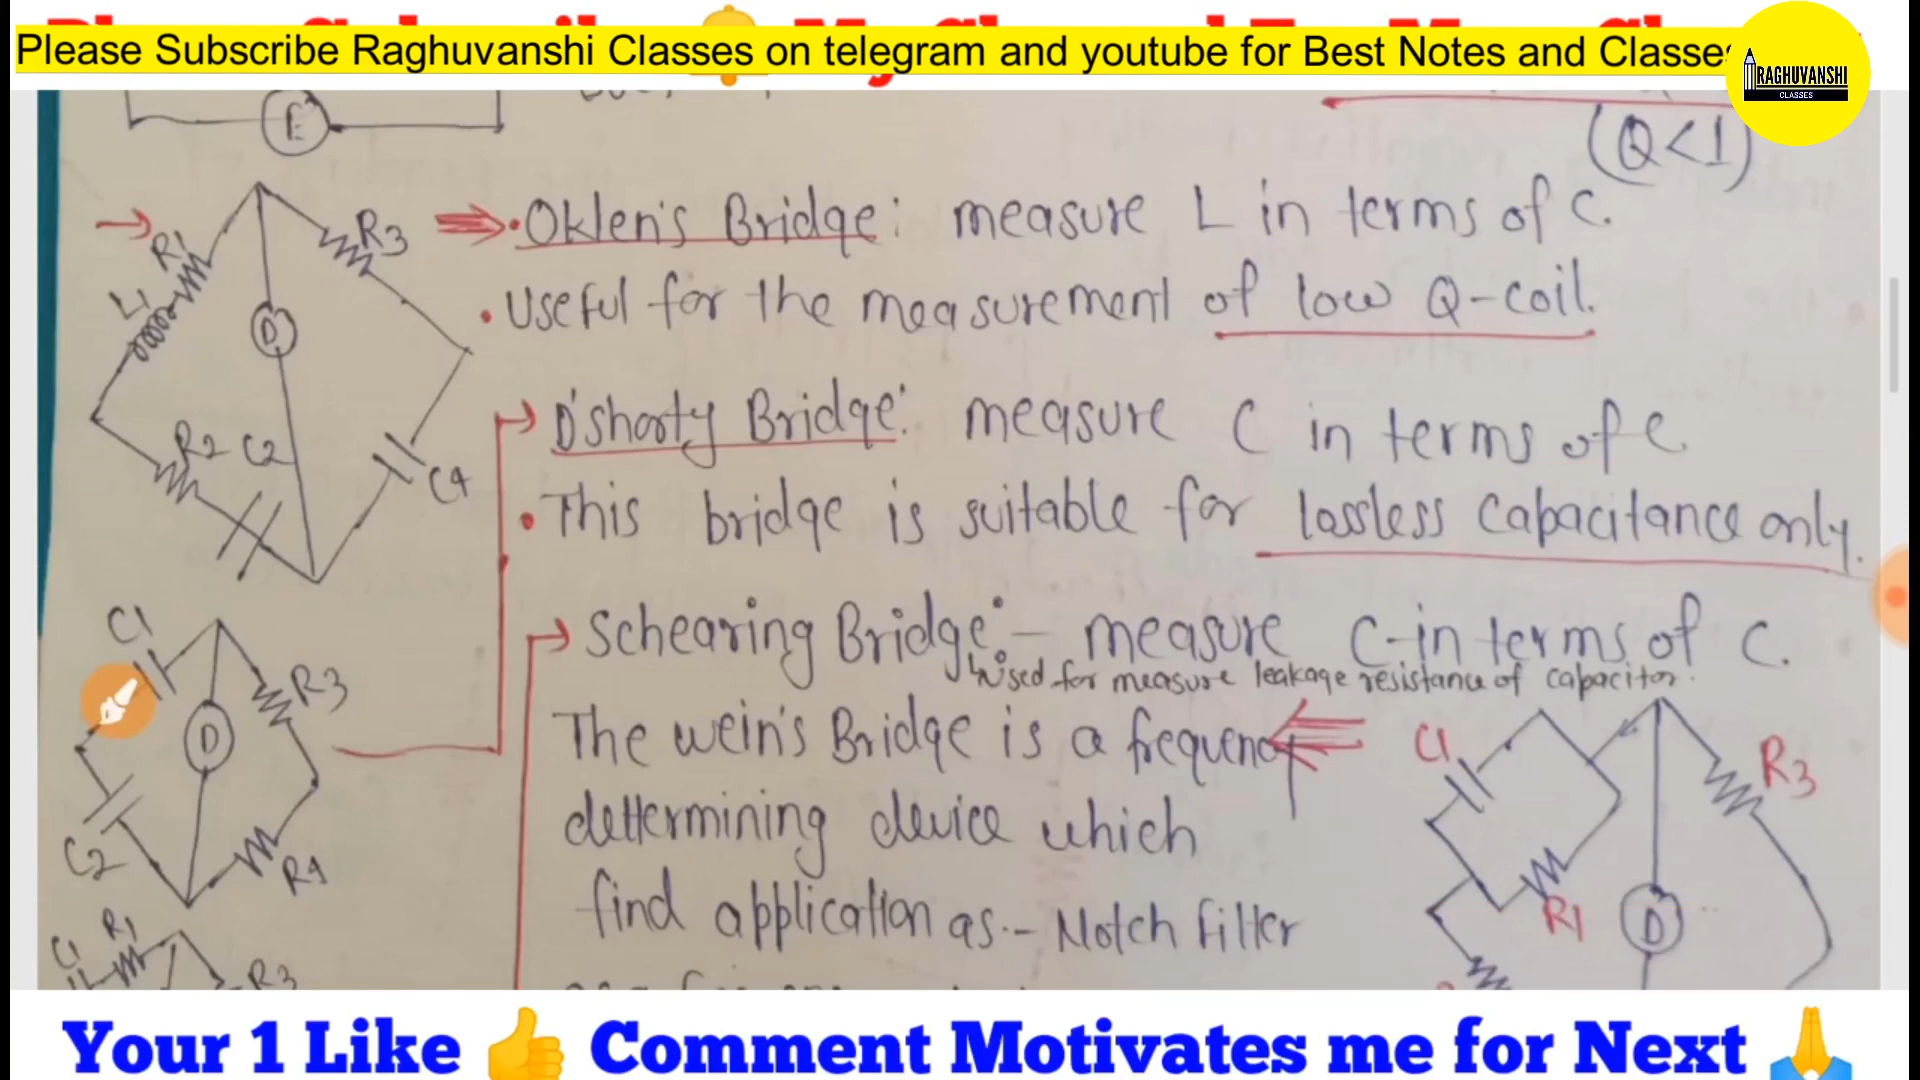 Please Subscribe Raghuvanshi Classes on telegram and youtube for Best Notes and Classes
RAGHUVANSHI
CLASSES
E
(Q<1)
R1
L1
R3
D
R2
C2
C4
• Oklen's Bridge: measure L in terms of C.
• Useful for the measurement of low Q-coil.
D'shorty Bridge: measure C in terms of C
• This bridge is suitable for lossless capacitance only.
Schearing Bridge:- measure C-in terms of C.
used for measure leakage resistance of capacitor.
The wein's Bridge is a frequency
dettermining device which
find application as:- Notch filter
C1
R3
D
C2
R4
C1
R1
R3
C1
R3
R1
D
Your 1 Like 👍 Comment Motivates me for Next 🙏